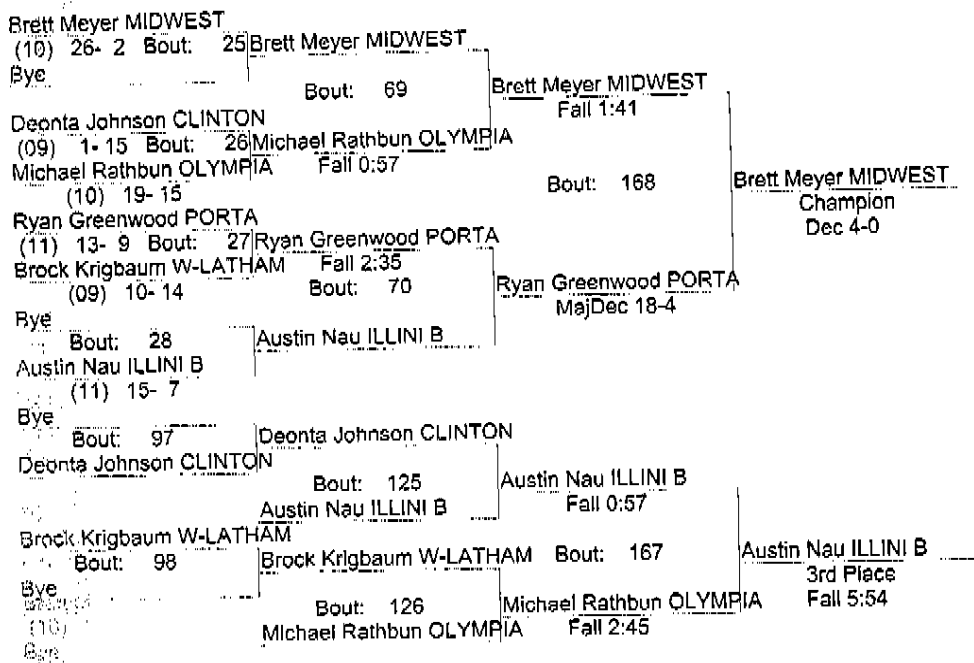 Brett Meyer MIDWEST
(10) 26- 2 Bout: 25 Brett Meyer MIDWEST
Bye
Bout: 69 Brett Meyer MIDWEST
Fall 1:41
Deonta Johnson CLINTON
(09) 1- 15 Bout: 26 Michael Rathbun OLYMPIA
Michael Rathbun OLYMPIA Fall 0:57
(10) 19- 15
Bout: 168 Brett Meyer MIDWEST
Champion
Dec 4-0
Ryan Greenwood PORTA
(11) 13- 9 Bout: 27 Ryan Greenwood PORTA
Brock Krigbaum W-LATHAM Fall 2:35
(09) 10- 14 Bout: 70 Ryan Greenwood PORTA
MajDec 18-4
Bye
Bout: 28 Austin Nau ILLINI B
Austin Nau ILLINI B
(11) 15- 7
Bye
Bout: 97 Deonta Johnson CLINTON
Deonta Johnson CLINTON
Bout: 125 Austin Nau ILLINI B
Austin Nau ILLINI B Fall 0:57
Brock Krigbaum W-LATHAM
Bout: 98 Brock Krigbaum W-LATHAM Bout: 167 Austin Nau ILLINI B
Bye 3rd Place
Bout: 126 Michael Rathbun OLYMPIA Fall 5:54
(10) Michael Rathbun OLYMPIA Fall 2:45
Bye